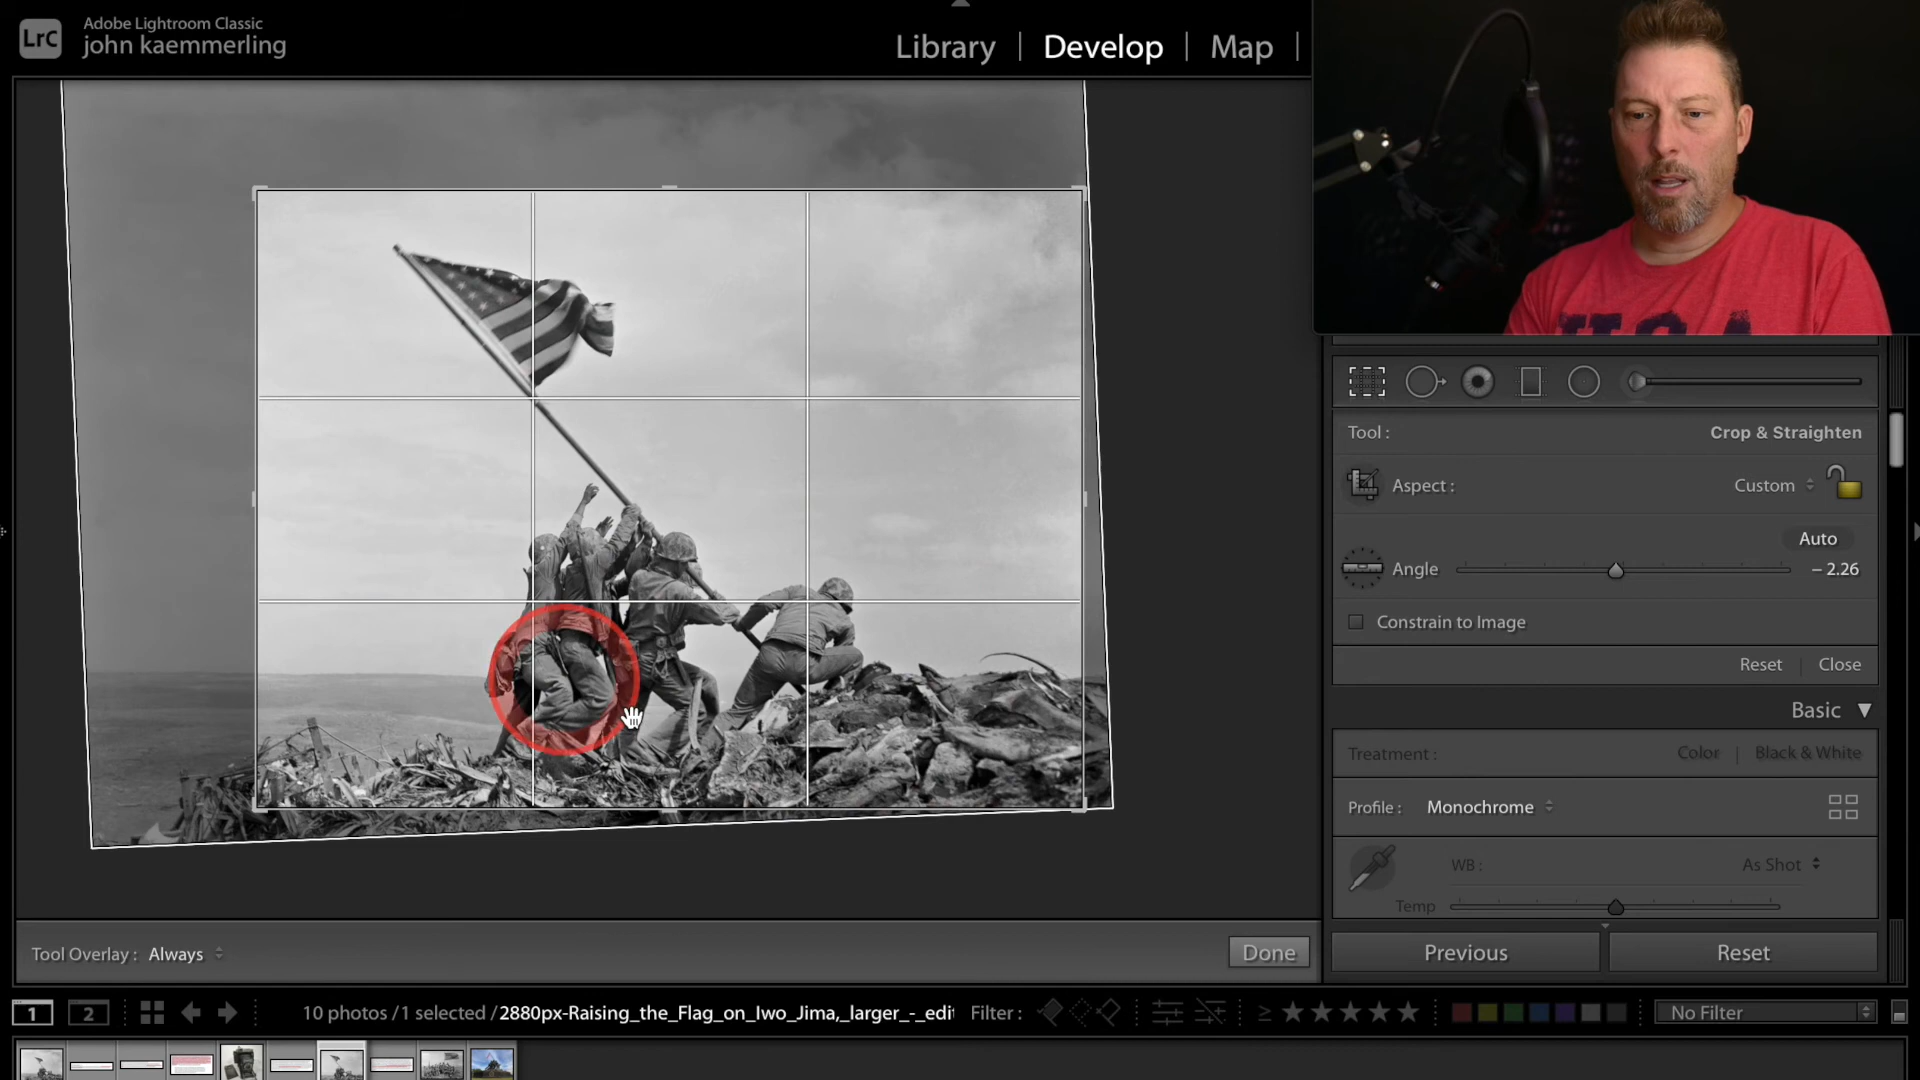 LrC
Adobe Lightroom Classic
john kaemmerling
Library | Develop | Map |
Tool : Crop & Straighten
Aspect : Custom
Auto
Angle – 2.26
Constrain to Image
Reset | Close
Basic
Treatment : Color | Black & White
Profile : Monochrome
WB : As Shot
Temp
Previous Reset
Tool Overlay : Always Done
1 2 10 photos /1 selected /2880px-Raising_the_Flag_on_Iwo_Jima,_larger_-_edit Filter : ≥ No Filter